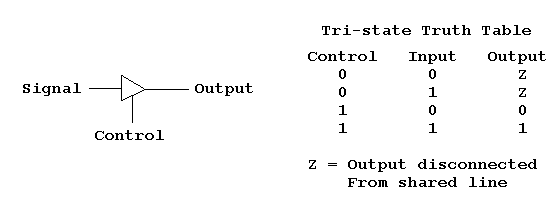 Signal
Output
Control
Tri-state Truth Table
Control Input Output
0 0 Z
0 1 Z
1 0 0
1 1 1
Z = Output disconnected
From shared line